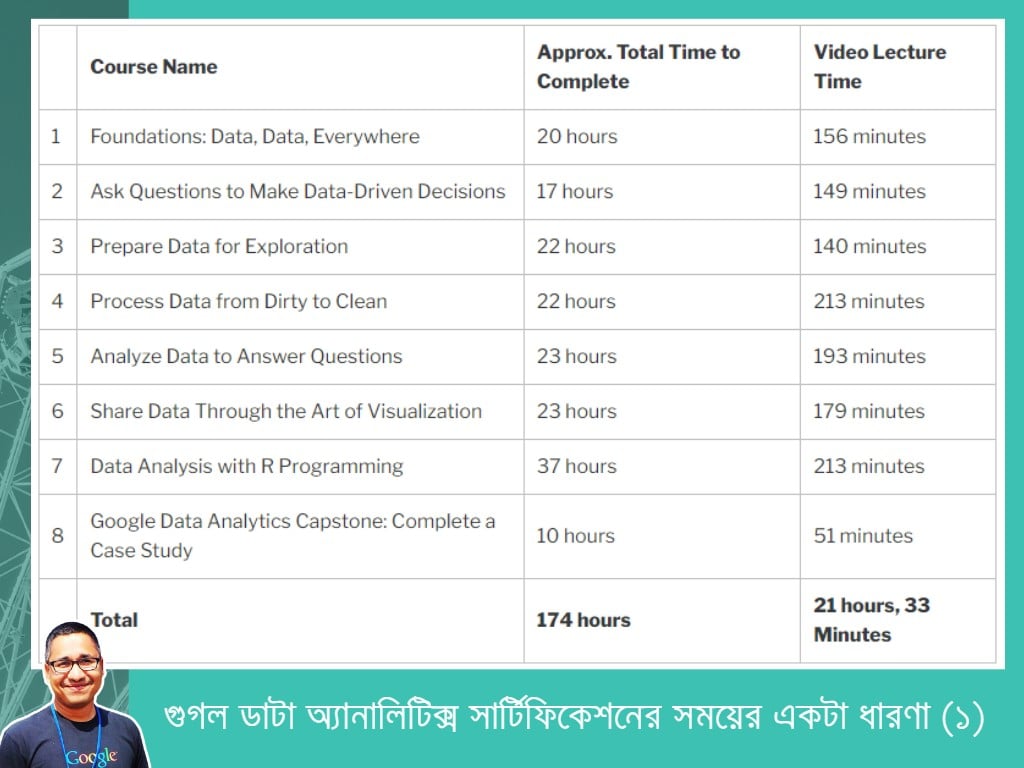 Course Name Approx. Total Time to Complete Video Lecture Time
1 Foundations: Data, Data, Everywhere 20 hours 156 minutes
2 Ask Questions to Make Data-Driven Decisions 17 hours 149 minutes
3 Prepare Data for Exploration 22 hours 140 minutes
4 Process Data from Dirty to Clean 22 hours 213 minutes
5 Analyze Data to Answer Questions 23 hours 193 minutes
6 Share Data Through the Art of Visualization 23 hours 179 minutes
7 Data Analysis with R Programming 37 hours 213 minutes
8 Google Data Analytics Capstone: Complete a Case Study 10 hours 51 minutes
Total 174 hours 21 hours, 33 Minutes
Google
গুগল ডাটা অ্যানালিটিক্স সার্টিফিকেশনের সময়ের একটা ধারণা (১)